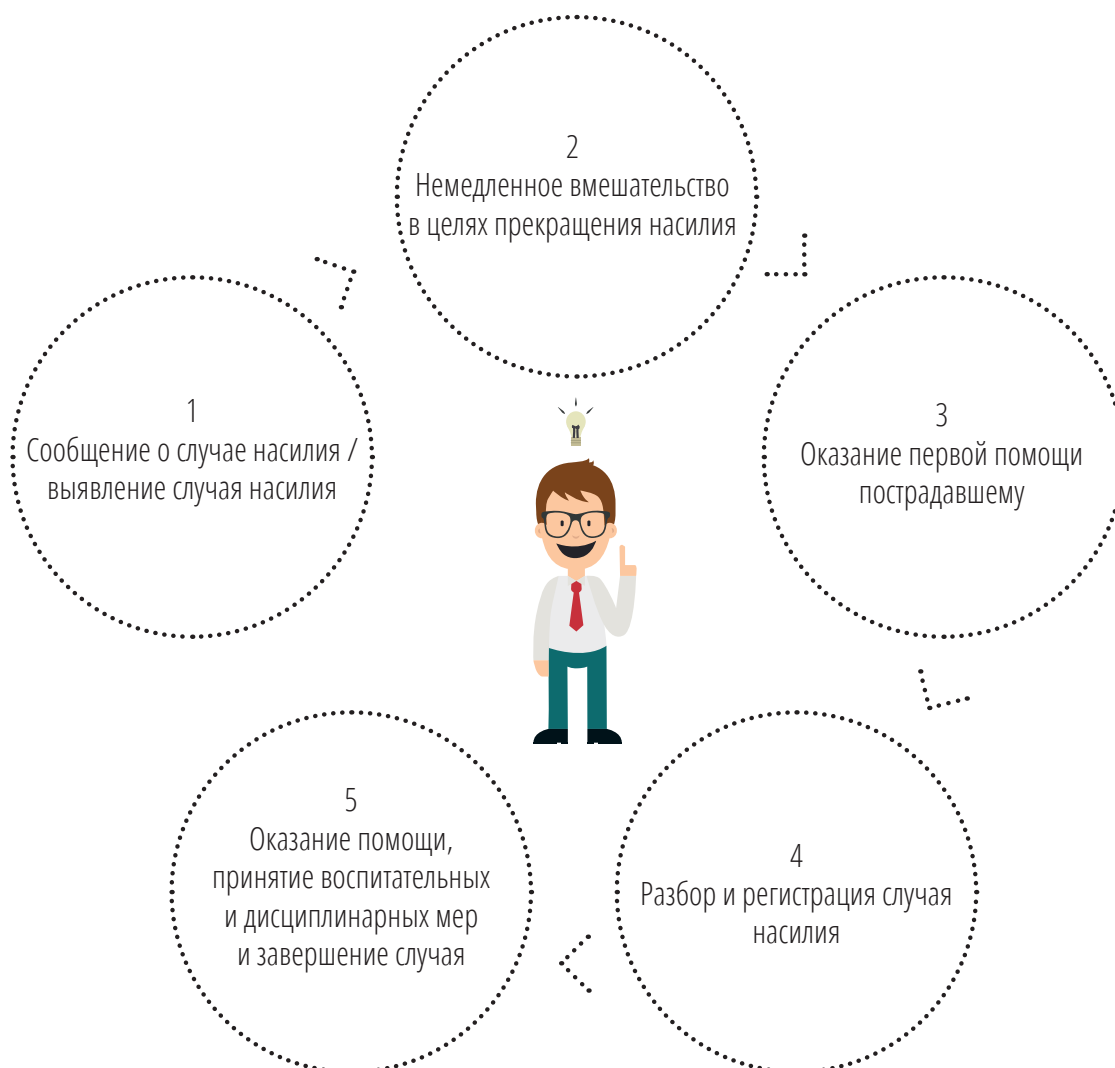 1
Сообщение о случае насилия /
выявление случая насилия
2
Немедленное вмешательство
в целях прекращения насилия
3
Оказание первой помощи
пострадавшему
4
Разбор и регистрация случая
насилия
5
Оказание помощи,
принятие воспитательных
и дисциплинарных мер
и завершение случая